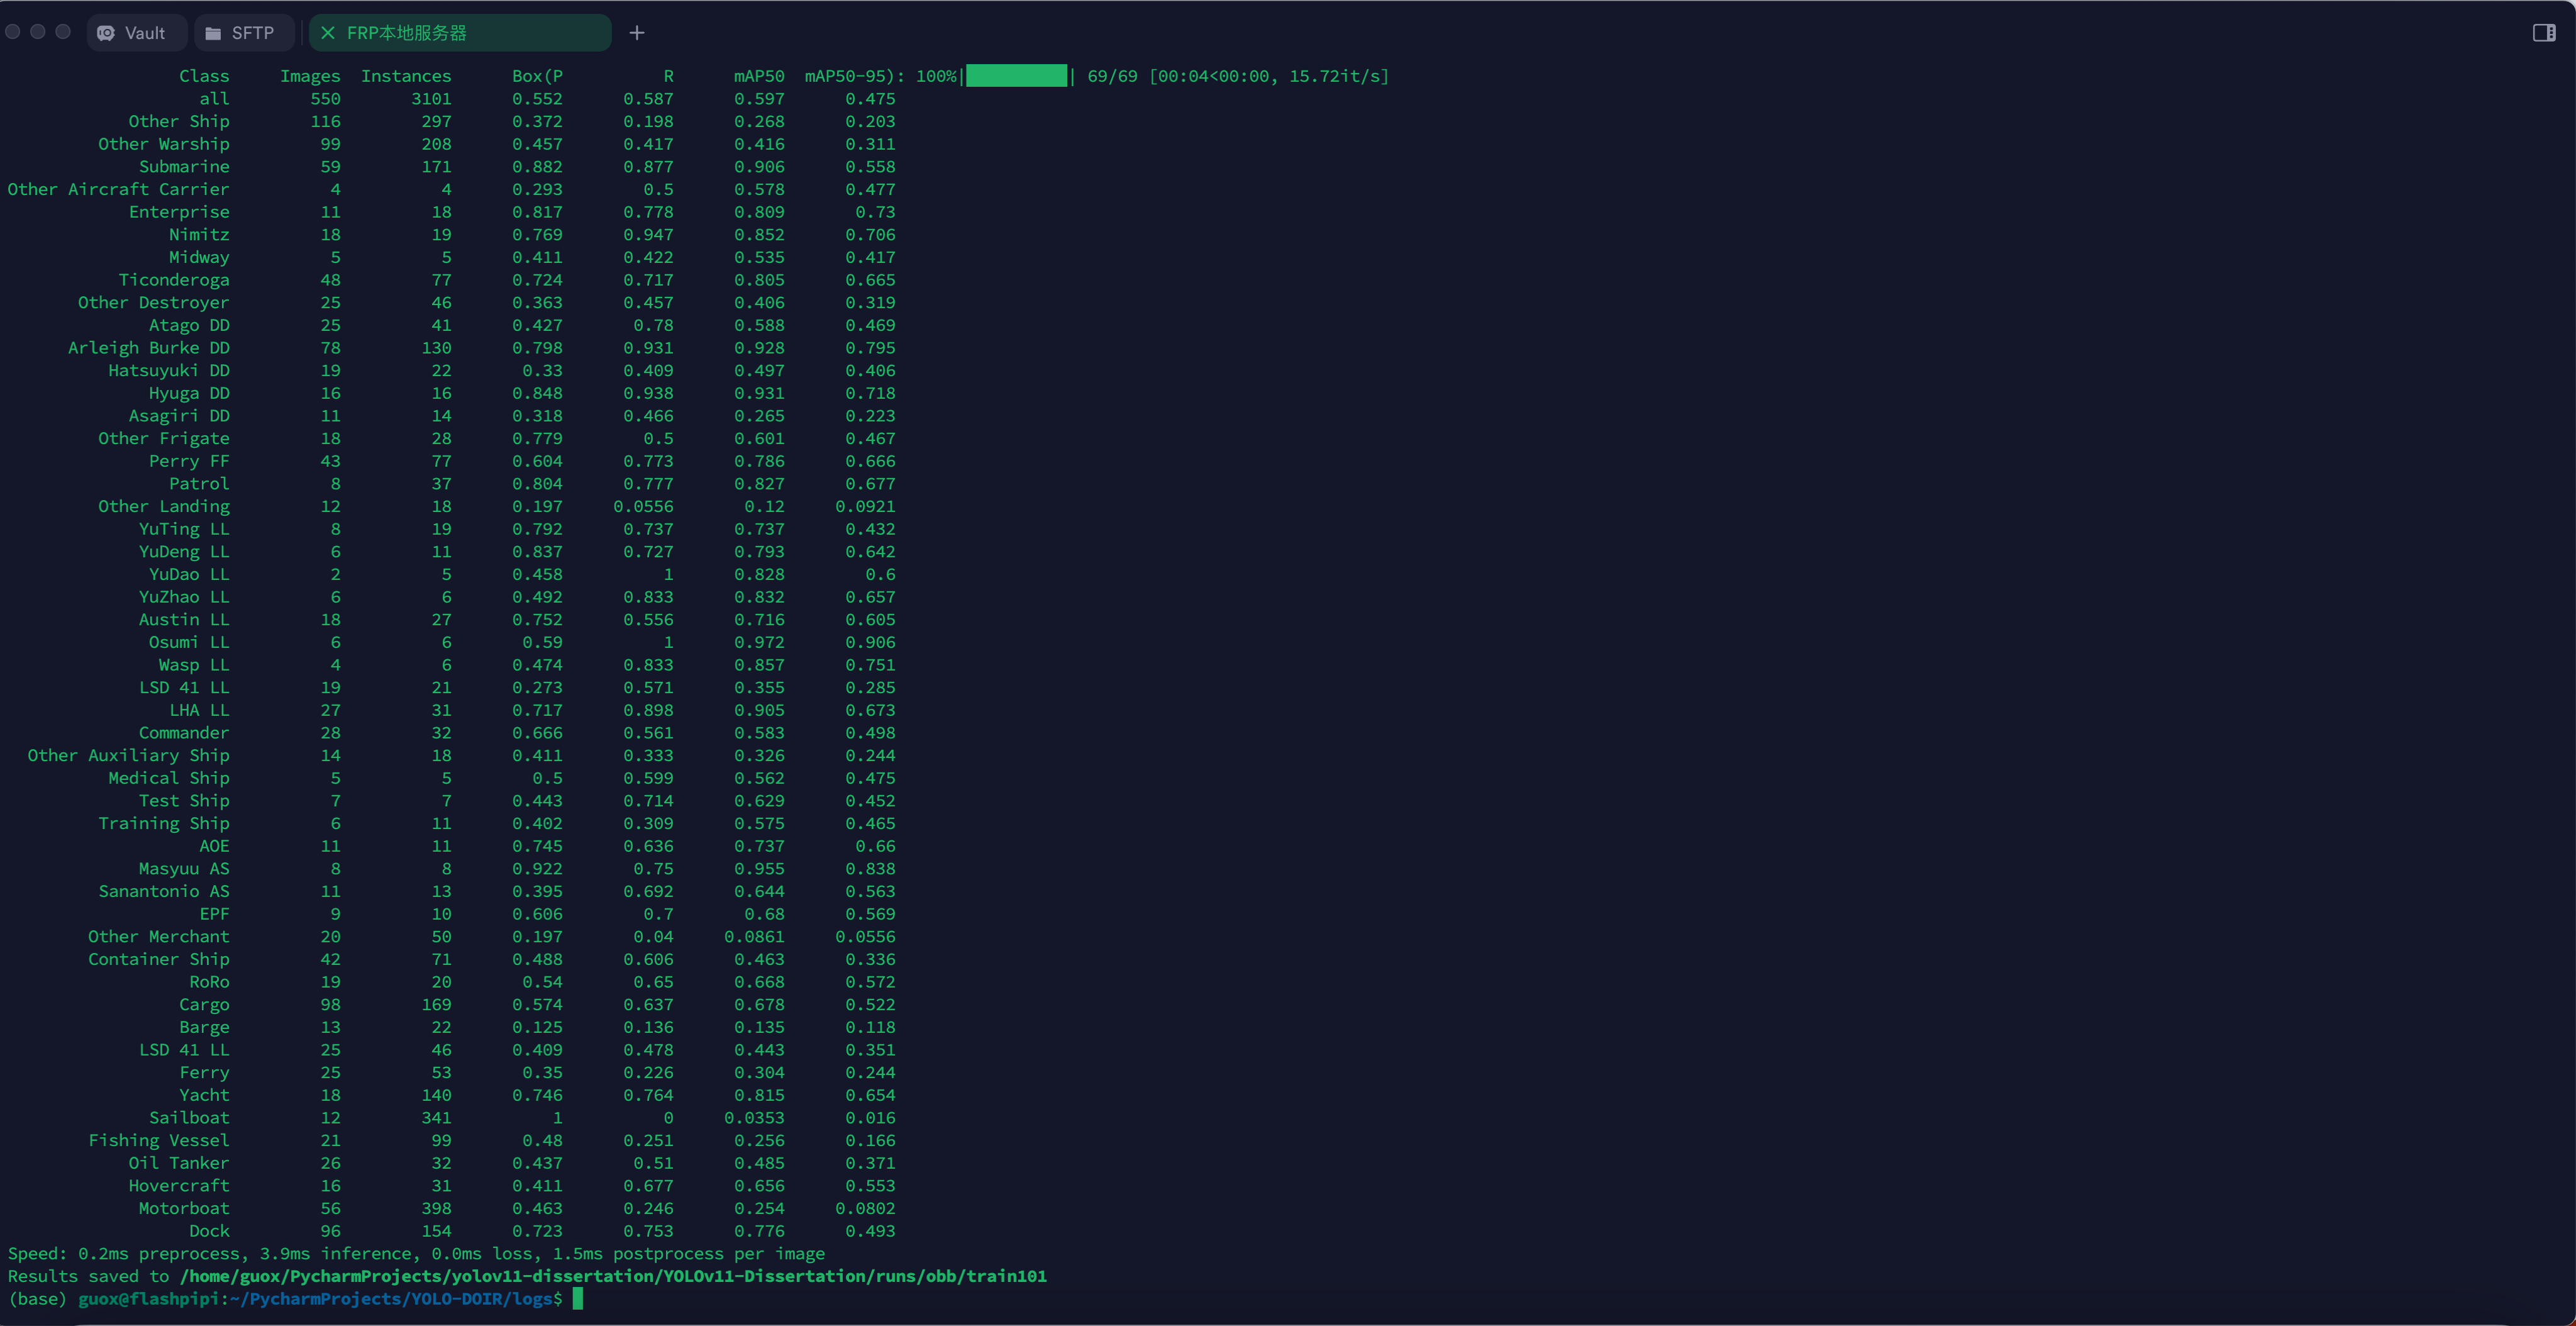 Vault SFTP FRP本地服务器
Class Images Instances Box(P R mAP50 mAP50-95): 100%| | 69/69 [00:04<00:00, 15.72it/s]
all 550 3101 0.552 0.587 0.597 0.475
Other Ship 116 297 0.372 0.198 0.268 0.203
Other Warship 99 208 0.457 0.417 0.416 0.311
Submarine 59 171 0.882 0.877 0.906 0.558
Other Aircraft Carrier 4 4 0.293 0.5 0.578 0.477
Enterprise 11 18 0.817 0.778 0.809 0.73
Nimitz 18 19 0.769 0.947 0.852 0.706
Midway 5 5 0.411 0.422 0.535 0.417
Ticonderoga 48 77 0.724 0.717 0.805 0.665
Other Destroyer 25 46 0.363 0.457 0.406 0.319
Atago DD 25 41 0.427 0.78 0.588 0.469
Arleigh Burke DD 78 130 0.798 0.931 0.928 0.795
Hatsuyuki DD 19 22 0.33 0.409 0.497 0.406
Hyuga DD 16 16 0.848 0.938 0.931 0.718
Asagiri DD 11 14 0.318 0.466 0.265 0.223
Other Frigate 18 28 0.779 0.5 0.601 0.467
Perry FF 43 77 0.604 0.773 0.786 0.666
Patrol 8 37 0.804 0.777 0.827 0.677
Other Landing 12 18 0.197 0.0556 0.12 0.0921
YuTing LL 8 19 0.792 0.737 0.737 0.432
YuDeng LL 6 11 0.837 0.727 0.793 0.642
YuDao LL 2 5 0.458 1 0.828 0.6
YuZhao LL 6 6 0.492 0.833 0.832 0.657
Austin LL 18 27 0.752 0.556 0.716 0.605
Osumi LL 6 6 0.59 1 0.972 0.906
Wasp LL 4 6 0.474 0.833 0.857 0.751
LSD 41 LL 19 21 0.273 0.571 0.355 0.285
LHA LL 27 31 0.717 0.898 0.905 0.673
Commander 28 32 0.666 0.561 0.583 0.498
Other Auxiliary Ship 14 18 0.411 0.333 0.326 0.244
Medical Ship 5 5 0.5 0.599 0.562 0.475
Test Ship 7 7 0.443 0.714 0.629 0.452
Training Ship 6 11 0.402 0.309 0.575 0.465
AOE 11 11 0.745 0.636 0.737 0.66
Masyuu AS 8 8 0.922 0.75 0.955 0.838
Sanantonio AS 11 13 0.395 0.692 0.644 0.563
EPF 9 10 0.606 0.7 0.68 0.569
Other Merchant 20 50 0.197 0.04 0.0861 0.0556
Container Ship 42 71 0.488 0.606 0.463 0.336
RoRo 19 20 0.54 0.65 0.668 0.572
Cargo 98 169 0.574 0.637 0.678 0.522
Barge 13 22 0.125 0.136 0.135 0.118
LSD 41 LL 25 46 0.409 0.478 0.443 0.351
Ferry 25 53 0.35 0.226 0.304 0.244
Yacht 18 140 0.746 0.764 0.815 0.654
Sailboat 12 341 1 0 0.0353 0.016
Fishing Vessel 21 99 0.48 0.251 0.256 0.166
Oil Tanker 26 32 0.437 0.51 0.485 0.371
Hovercraft 16 31 0.411 0.677 0.656 0.553
Motorboat 56 398 0.463 0.246 0.254 0.0802
Dock 96 154 0.723 0.753 0.776 0.493
Speed: 0.2ms preprocess, 3.9ms inference, 0.0ms loss, 1.5ms postprocess per image
Results saved to /home/guox/PycharmProjects/yolov11-dissertation/YOLOv11-Dissertation/runs/obb/train101
(base) guox@flashpipi:~/PycharmProjects/YOLO-DOIR/logs$